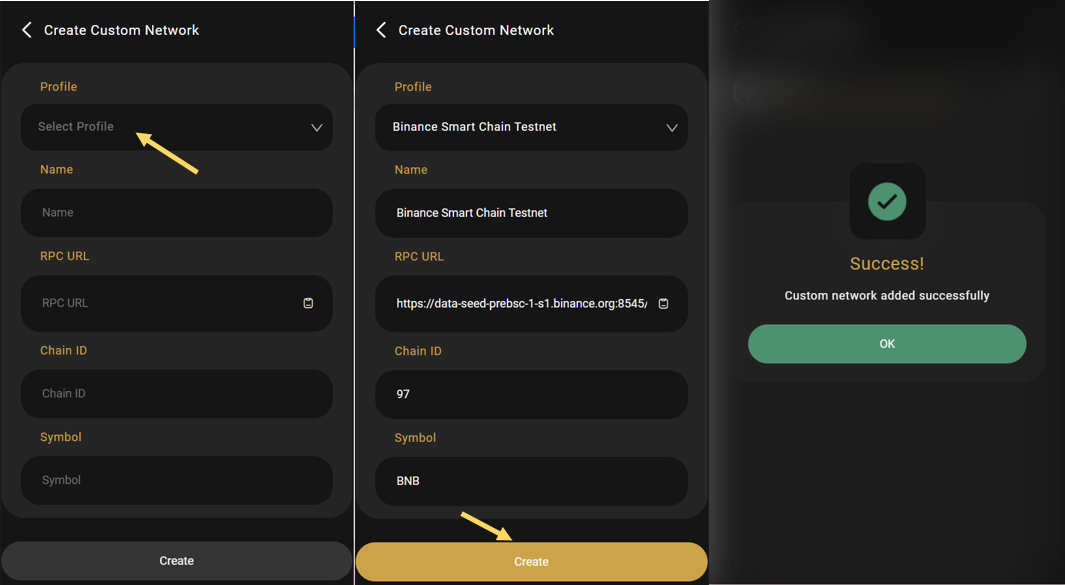 Create Custom Network
Profile
Select Profile
Name
Name
RPC URL
RPC URL
Chain ID
Chain ID
Symbol
Symbol
Create
Create Custom Network
Profile
Binance Smart Chain Testnet
Name
Binance Smart Chain Testnet
RPC URL
https://data-seed-prebsc-1-s1.binance.org:8545/
Chain ID
97
Symbol
BNB
Create
Success!
Custom network added successfully
OK